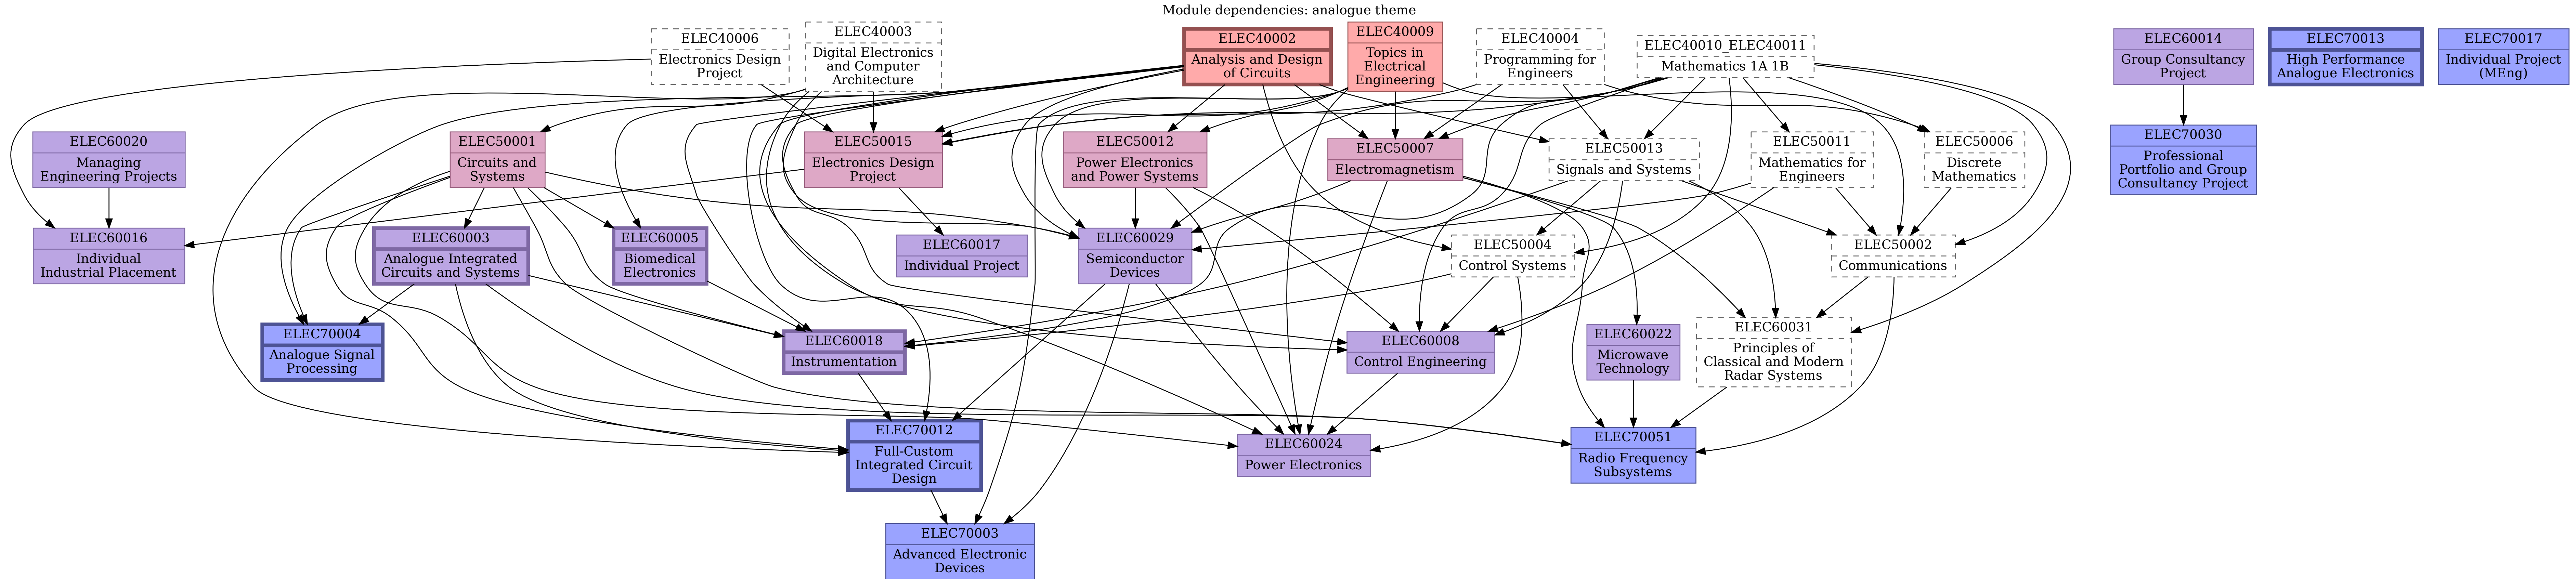 Module dependencies: analogue theme
ELEC40006
Electronics Design
Project
ELEC40003
Digital Electronics
and Computer
Architecture
ELEC40002
Analysis and Design
of Circuits
ELEC40009
Topics in
Electrical
Engineering
ELEC40004
Programming for
Engineers
ELEC40010_ELEC40011
Mathematics 1A 1B
ELEC60014
Group Consultancy
Project
ELEC70013
High Performance
Analogue Electronics
ELEC70017
Individual Project
(MEng)
ELEC60020
Managing
Engineering Projects
ELEC50001
Circuits and
Systems
ELEC50015
Electronics Design
Project
ELEC50012
Power Electronics
and Power Systems
ELEC50007
Electromagnetism
ELEC50013
Signals and Systems
ELEC50011
Mathematics for
Engineers
ELEC50006
Discrete
Mathematics
ELEC70030
Professional
Portfolio and Group
Consultancy Project
ELEC60016
Individual
Industrial Placement
ELEC60003
Analogue Integrated
Circuits and Systems
ELEC60005
Biomedical
Electronics
ELEC60017
Individual Project
ELEC60029
Semiconductor
Devices
ELEC50004
Control Systems
ELEC50002
Communications
ELEC70004
Analogue Signal
Processing
ELEC60018
Instrumentation
ELEC60008
Control Engineering
ELEC60022
Microwave
Technology
ELEC60031
Principles of
Classical and Modern
Radar Systems
ELEC70012
Full-Custom
Integrated Circuit
Design
ELEC60024
Power Electronics
ELEC70051
Radio Frequency
Subsystems
ELEC70003
Advanced Electronic
Devices